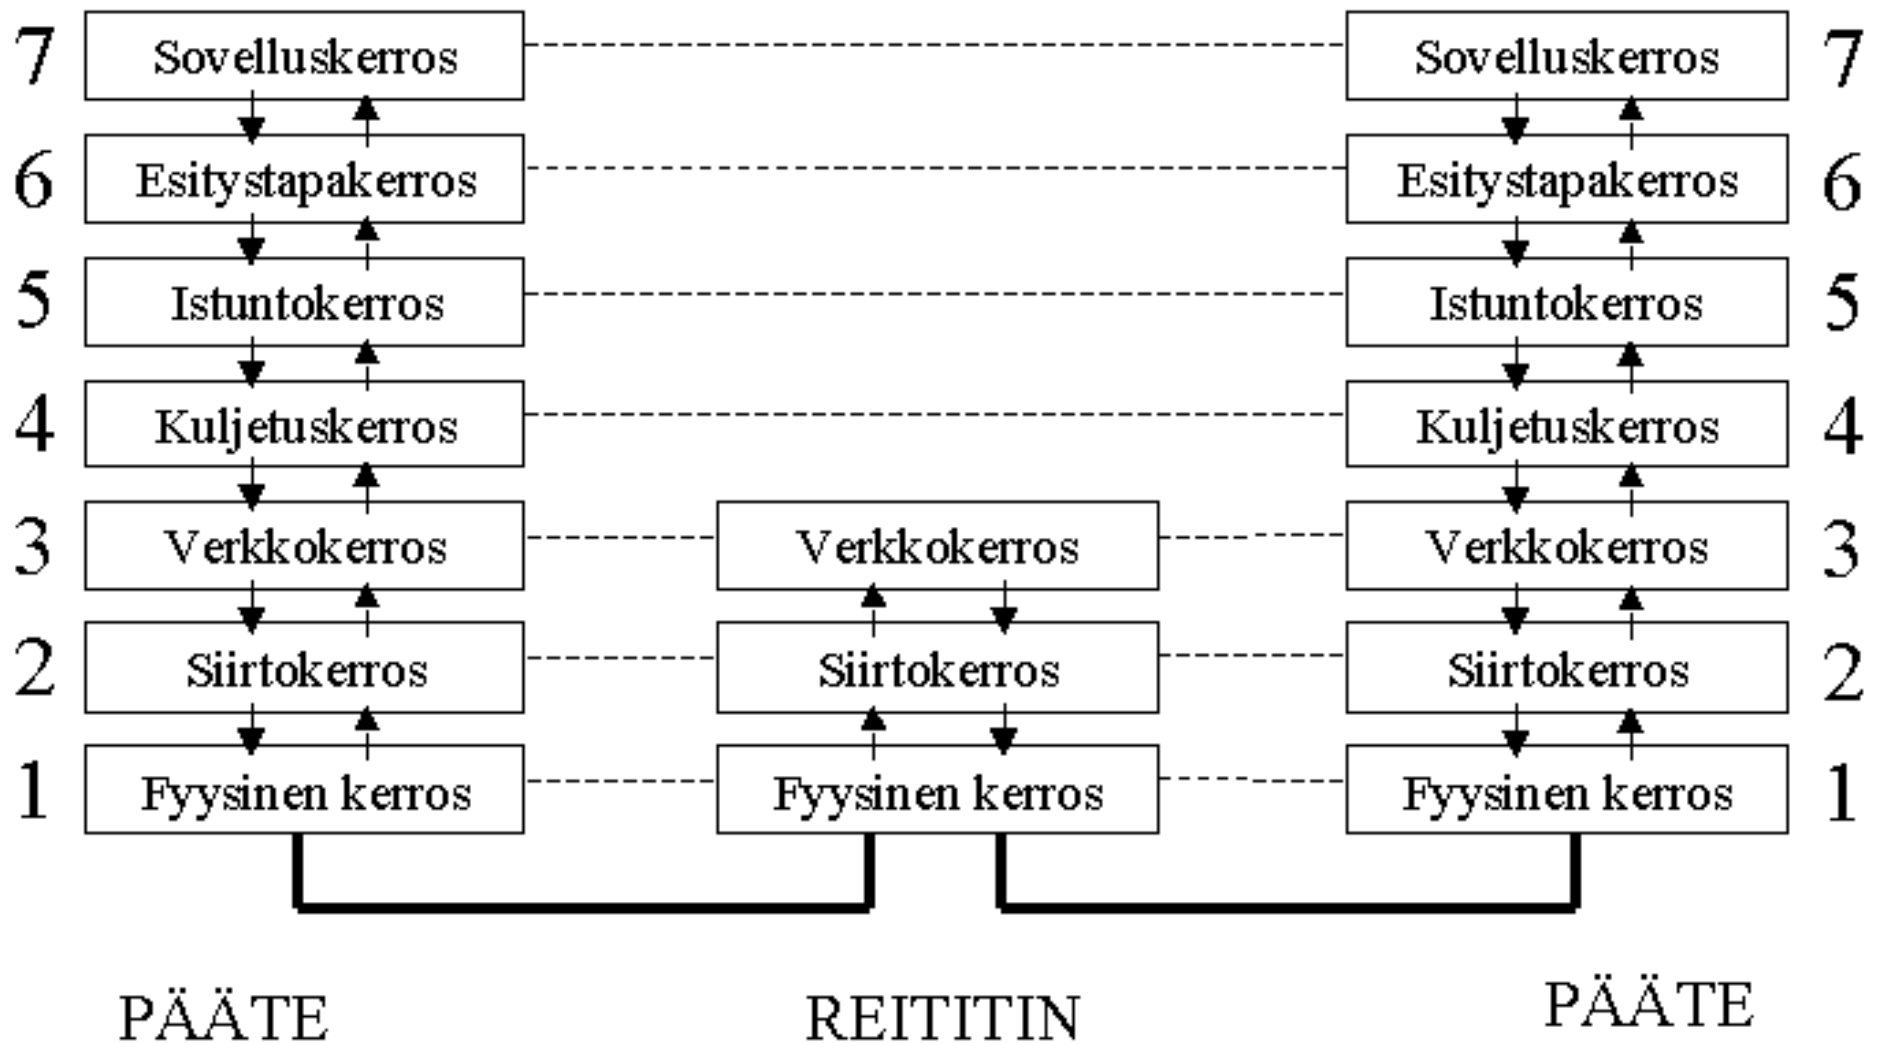 7 Sovelluskerros Sovelluskerros 7
6 Esitystapakerros Esitystapakerros 6
5 Istuntokerros Istuntokerros 5
4 Kuljetuskerros Kuljetuskerros 4
3 Verkkokerros Verkkokerros Verkkokerros 3
2 Siirtokerros Siirtokerros Siirtokerros 2
1 Fyysinen kerros Fyysinen kerros Fyysinen kerros 1
PÄÄTE REITITIN PÄÄTE